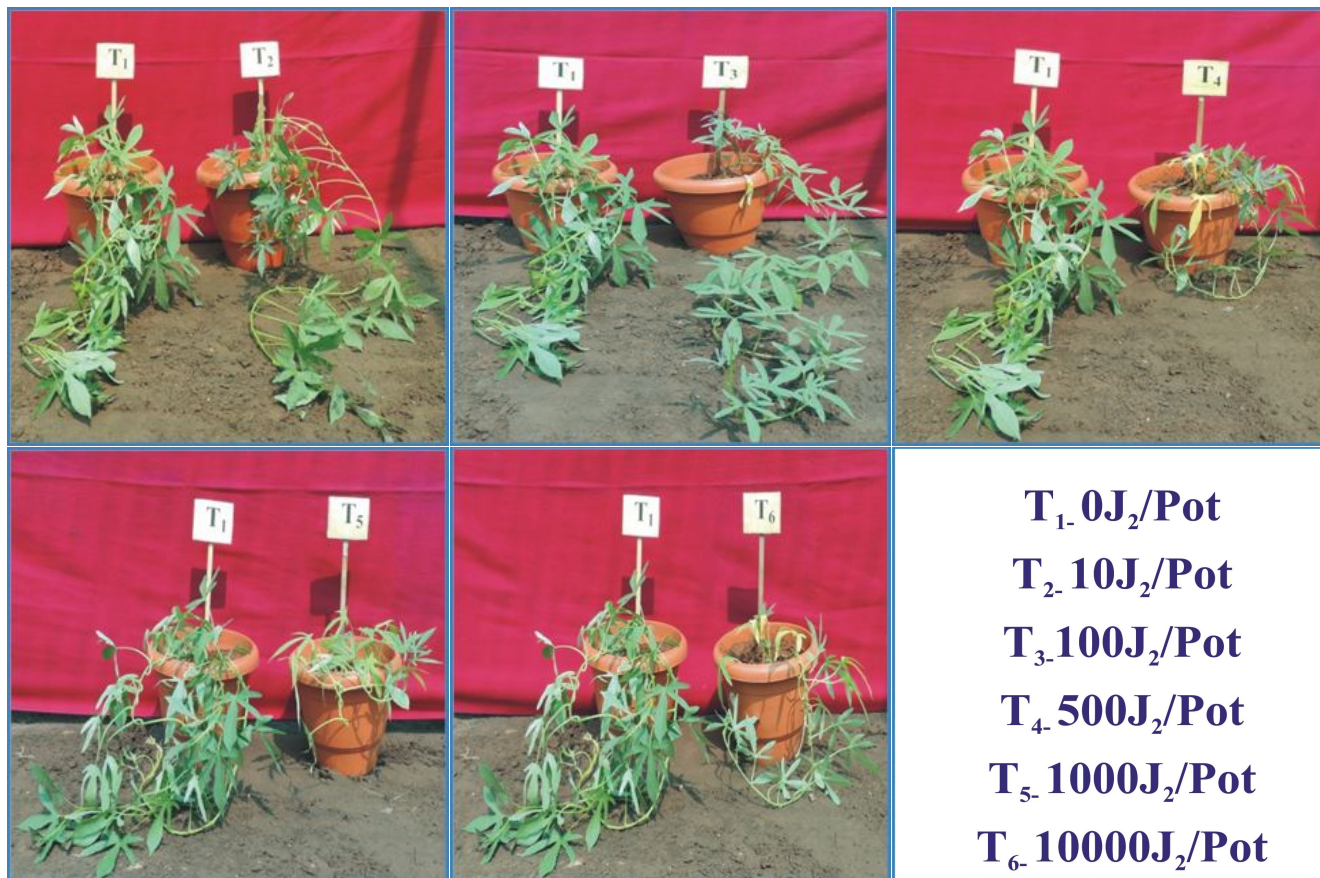 T₁ T₂
T₁ T₃
T₁ T₄
T₁ T₅
T₁ T₆
T₁- 0J₂/Pot
T₂- 10J₂/Pot
T₃-100J₂/Pot
T₄- 500J₂/Pot
T₅- 1000J₂/Pot
T₆- 10000J₂/Pot